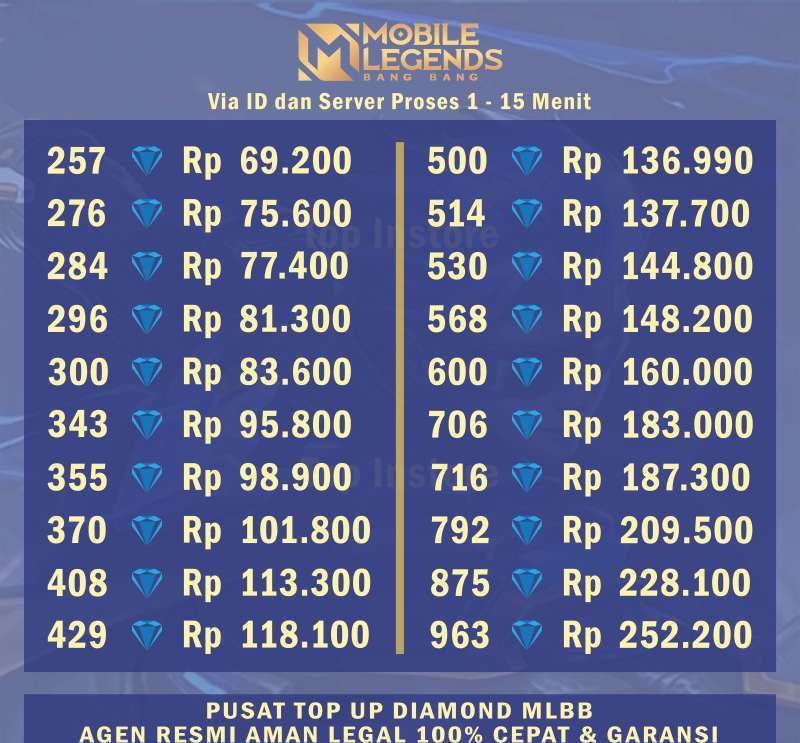 MOBILE
LEGENDS
BANG BANG
Via ID dan Server Proses 1 - 15 Menit
257 Rp 69.200
276 Rp 75.600
284 Rp 77.400
296 Rp 81.300
300 Rp 83.600
343 Rp 95.800
355 Rp 98.900
370 Rp 101.800
408 Rp 113.300
429 Rp 118.100
500 Rp 136.990
514 Rp 137.700
530 Rp 144.800
568 Rp 148.200
600 Rp 160.000
706 Rp 183.000
716 Rp 187.300
792 Rp 209.500
875 Rp 228.100
963 Rp 252.200
Top Instore
Top Instore
PUSAT TOP UP DIAMOND MLBB
AGEN RESMI AMAN LEGAL 100% CEPAT & GARANSI